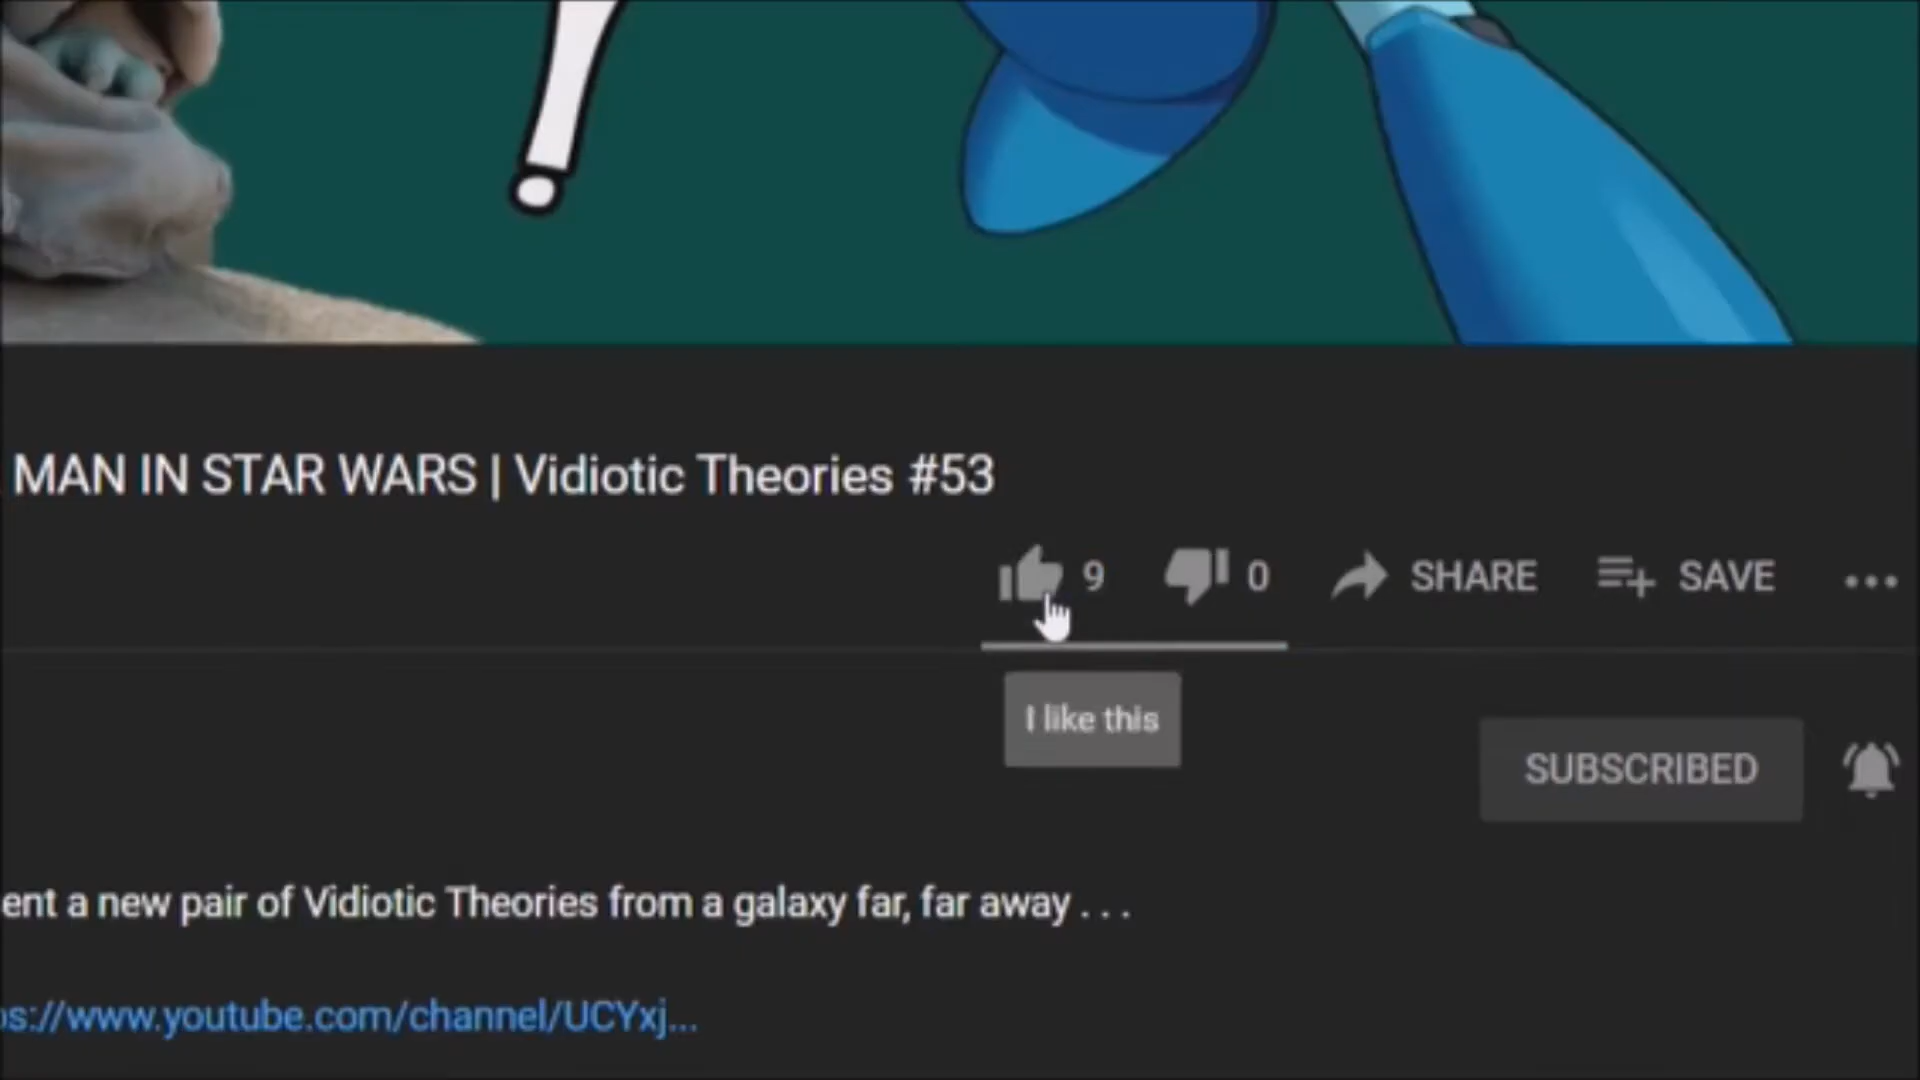 MAN IN STAR WARS | Vidiotic Theories #53
9 0 SHARE SAVE
I like this
SUBSCRIBED
ent a new pair of Vidiotic Theories from a galaxy far, far away . . .
os://www.youtube.com/channel/UCYxj...